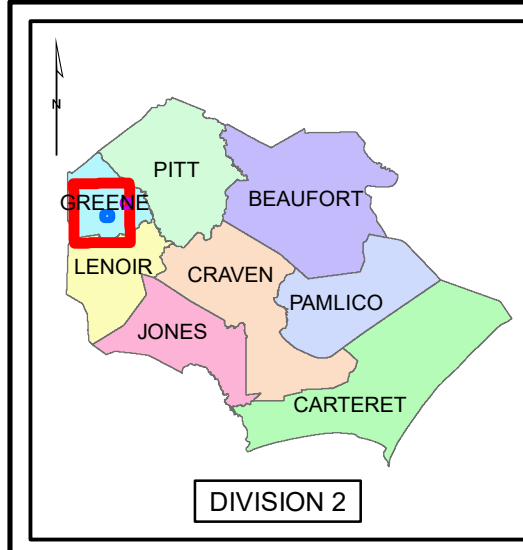 N
PITT
BEAUFORT
GREENE
LENOIR
CRAVEN
PAMLICO
JONES
CARTERET
DIVISION 2